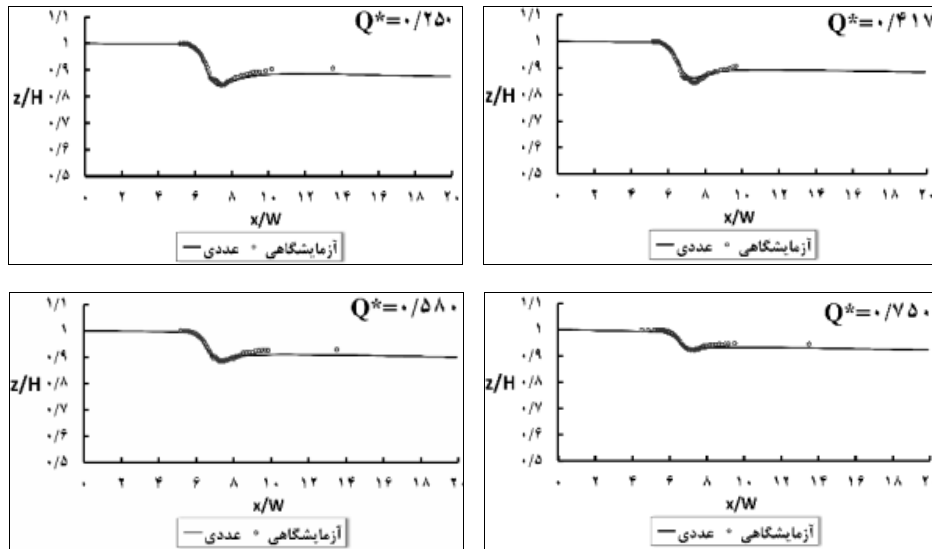 Q*=۰/۲۵۰
z/H
۱/۱
۱
۰/۹
۰/۸
۰/۷
۰/۶
۰/۵
۰ ۲ ۴ ۶ ۸ ۱۰ ۱۲ ۱۴ ۱۶ ۱۸ ۲۰
x/W
عددی آزمایشگاهی
Q*=۰/۴۱۷
z/H
۱/۱
۱
۰/۹
۰/۸
۰/۷
۰/۶
۰/۵
۰ ۲ ۴ ۶ ۸ ۱۰ ۱۲ ۱۴ ۱۶ ۱۸ ۲۰
x/W
عددی آزمایشگاهی
Q*=۰/۵۸۰
z/H
۱/۱
۱
۰/۹
۰/۸
۰/۷
۰/۶
۰/۵
۰ ۲ ۴ ۶ ۸ ۱۰ ۱۲ ۱۴ ۱۶ ۱۸ ۲۰
x/W
عددی آزمایشگاهی
Q*=۰/۷۵۰
z/H
۱/۱
۱
۰/۹
۰/۸
۰/۷
۰/۶
۰/۵
۰ ۲ ۴ ۶ ۸ ۱۰ ۱۲ ۱۴ ۱۶ ۱۸ ۲۰
x/W
عددی آزمایشگاهی